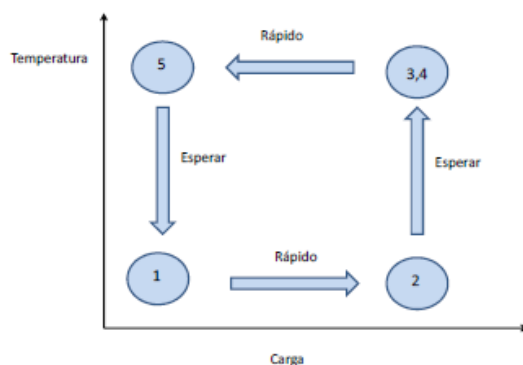 Rápido
Temperatura
5
3,4
Esperar
Esperar
Rápido
1
2
Carga